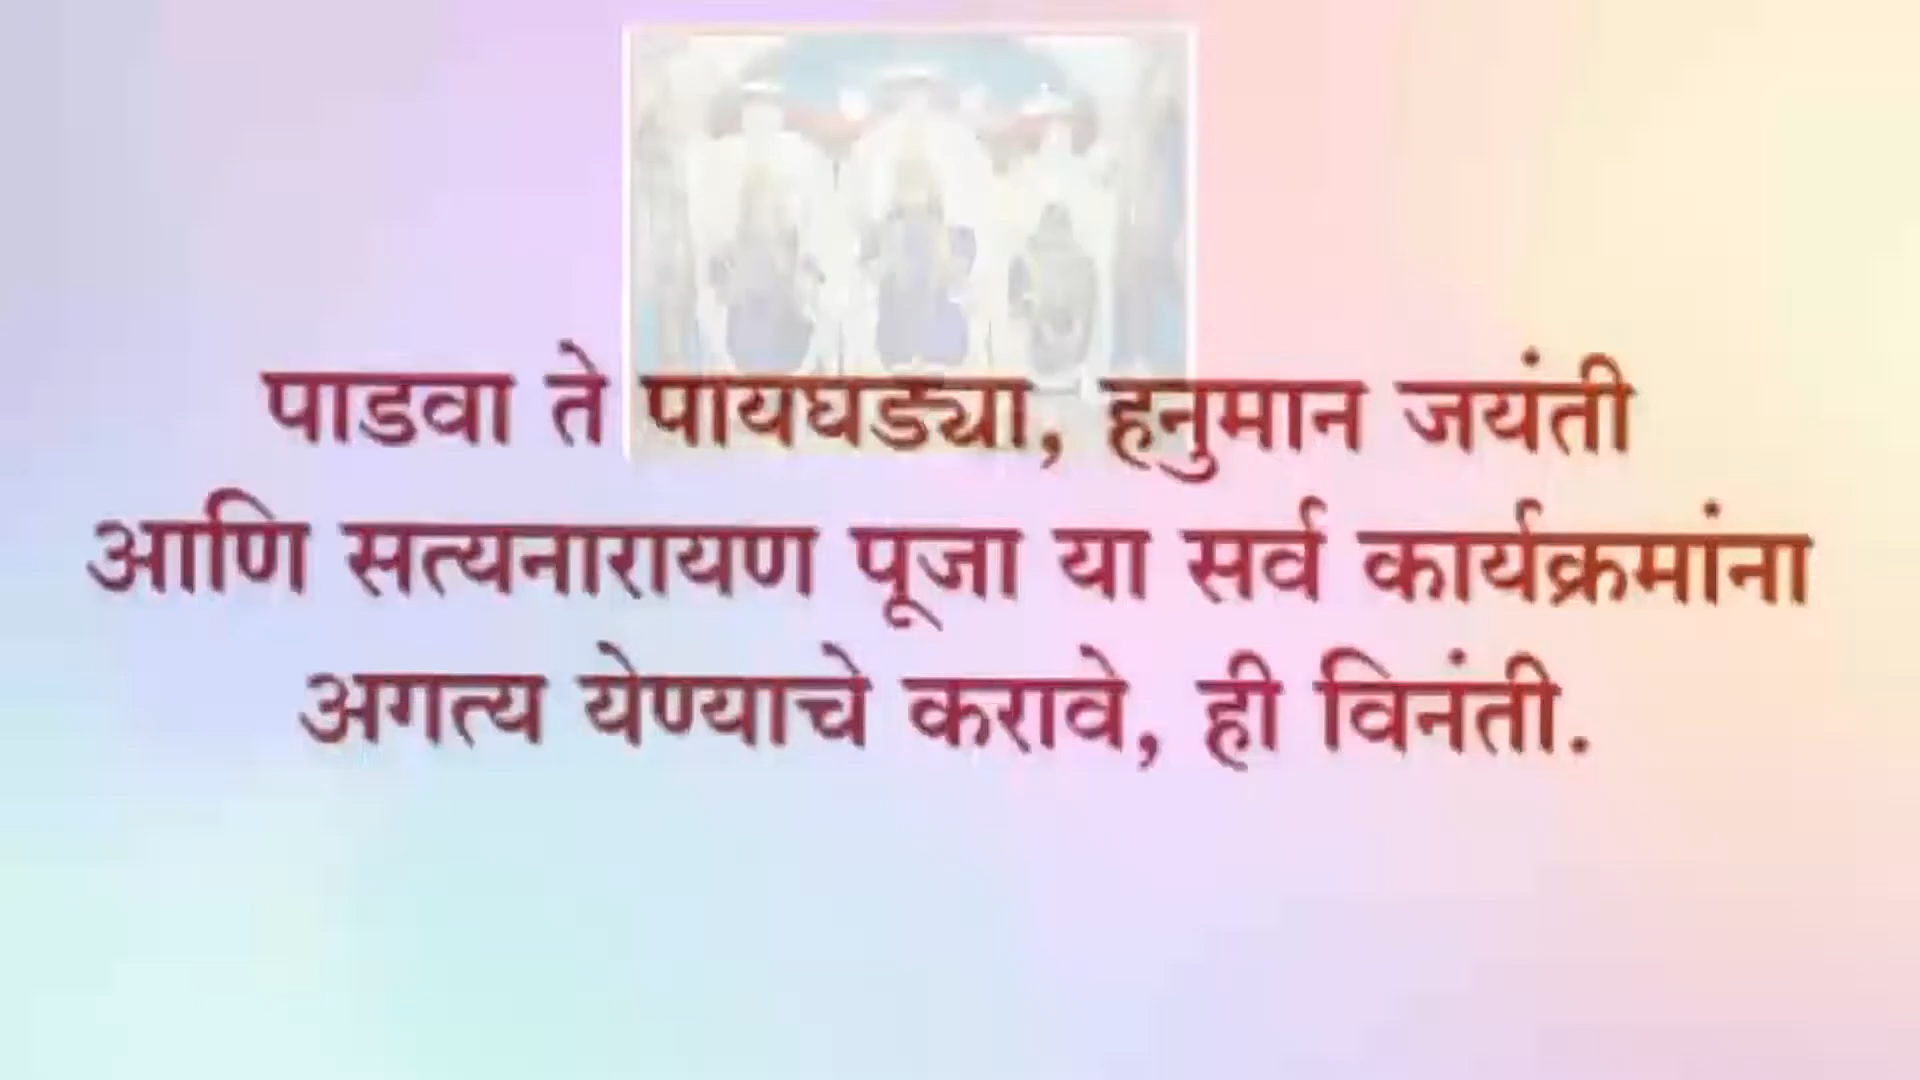 पाडवा ते पायघड्या, हनुमान जयंती
आणि सत्यनारायण पूजा या सर्व कार्यक्रमांना
अगत्य येण्याचे करावे, ही विनंती.